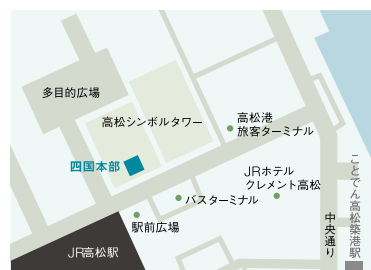 多目的広場
高松シンボルタワー
高松港
旅客ターミナル
四国本部
JRホテル
クレメント高松
ことでん高松築港駅
バスターミナル
中央通り
駅前広場
JR高松駅